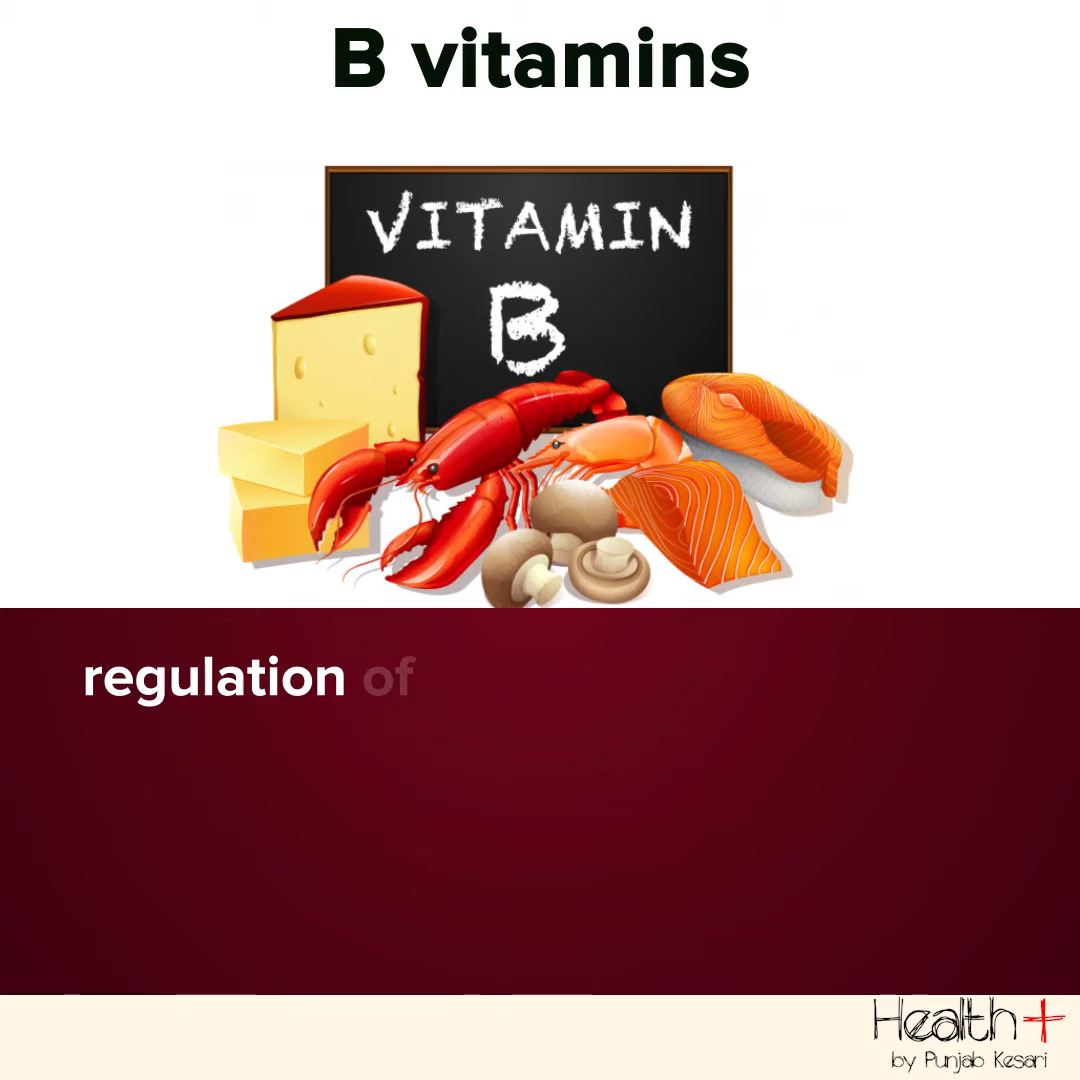 B vitamins
VITAMIN
B
regulation of
Health+
by Punjab Kesari